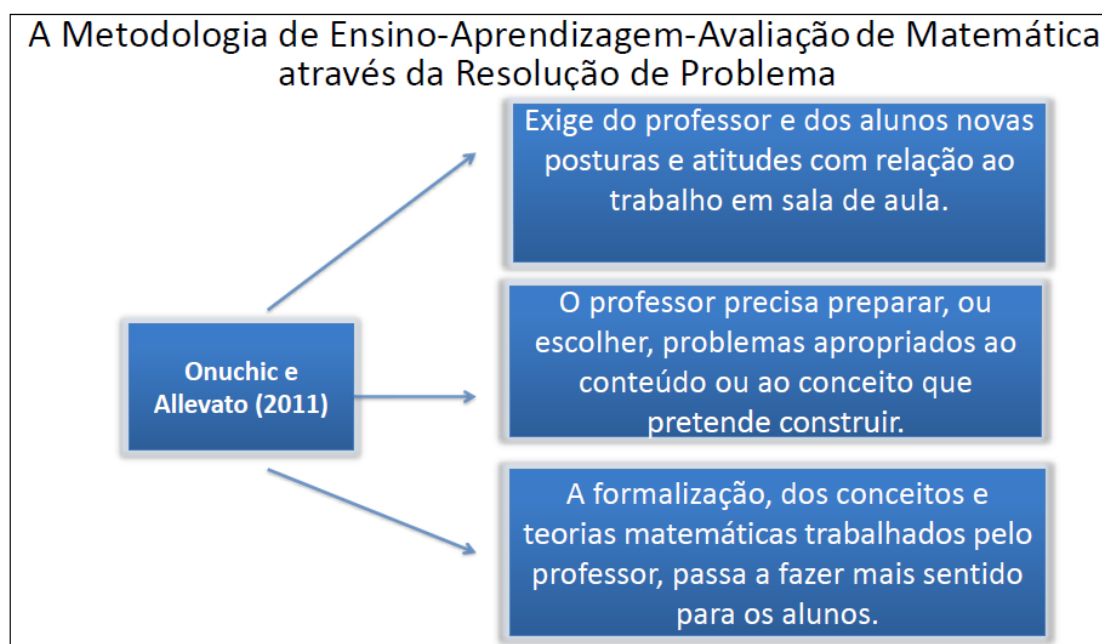 A Metodologia de Ensino-Aprendizagem-Avaliação de Matemática
através da Resolução de Problema
Exige do professor e dos alunos novas
posturas e atitudes com relação ao
trabalho em sala de aula.
Onuchic e
Allevato (2011)
O professor precisa preparar, ou
escolher, problemas apropriados ao
conteúdo ou ao conceito que
pretende construir.
A formalização, dos conceitos e
teorias matemáticas trabalhados pelo
professor, passa a fazer mais sentido
para os alunos.